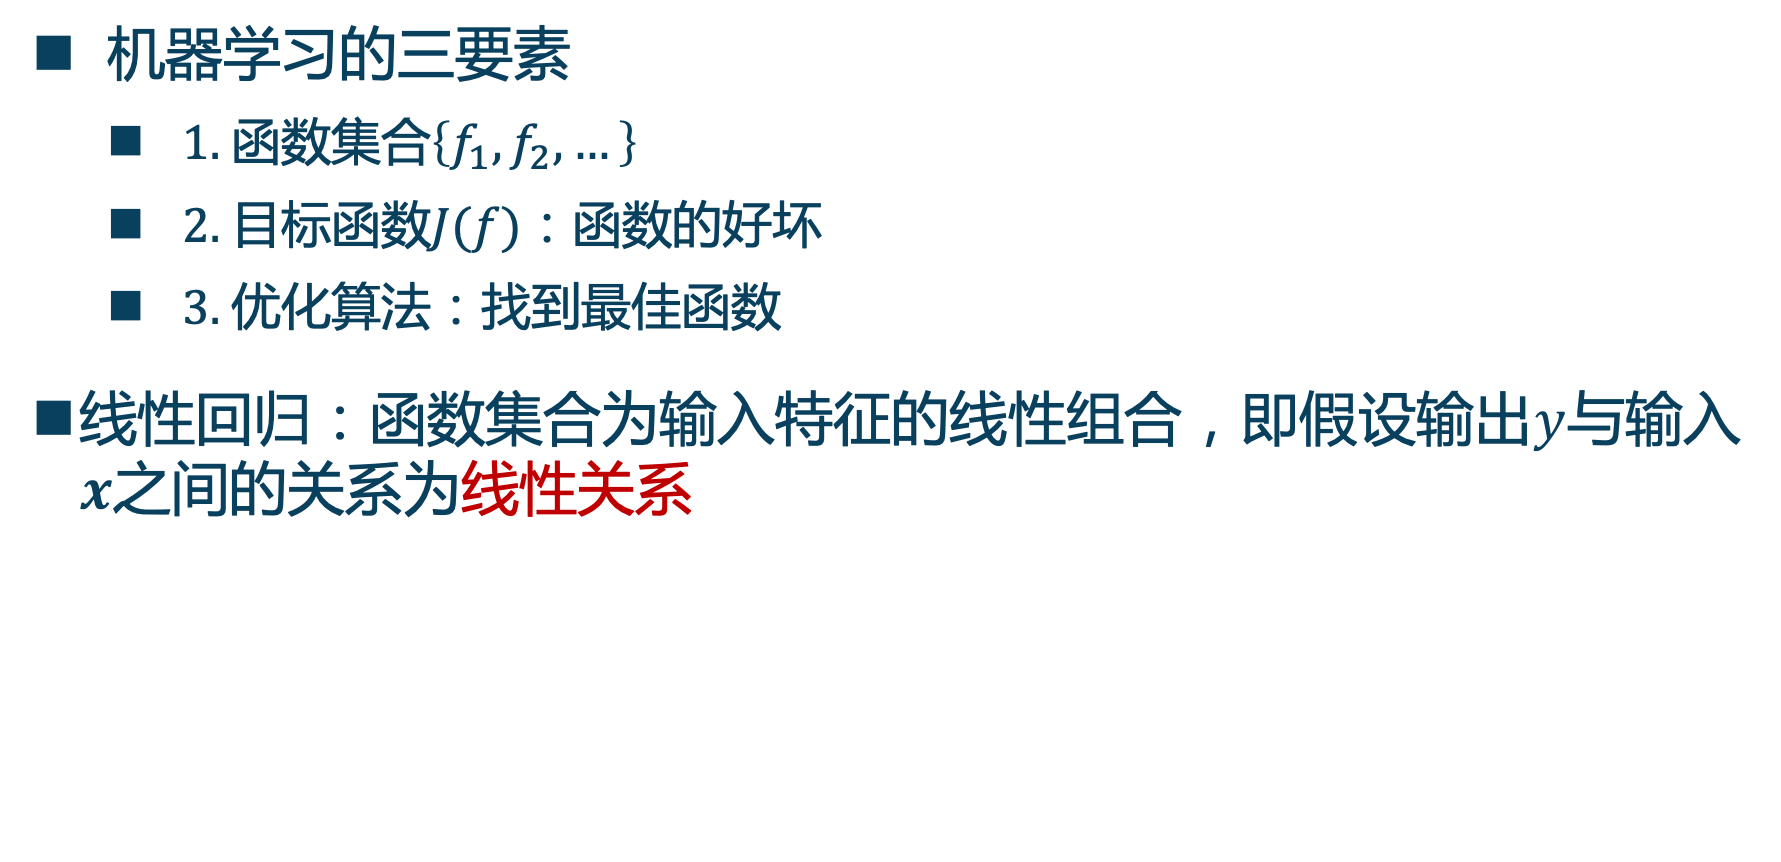 ■ 机器学习的三要素
■ 1. 函数集合{f₁, f₂, … }
■ 2. 目标函数J(f)：函数的好坏
■ 3. 优化算法：找到最佳函数
■线性回归：函数集合为输入特征的线性组合，即假设输出y与输入
x之间的关系为线性关系